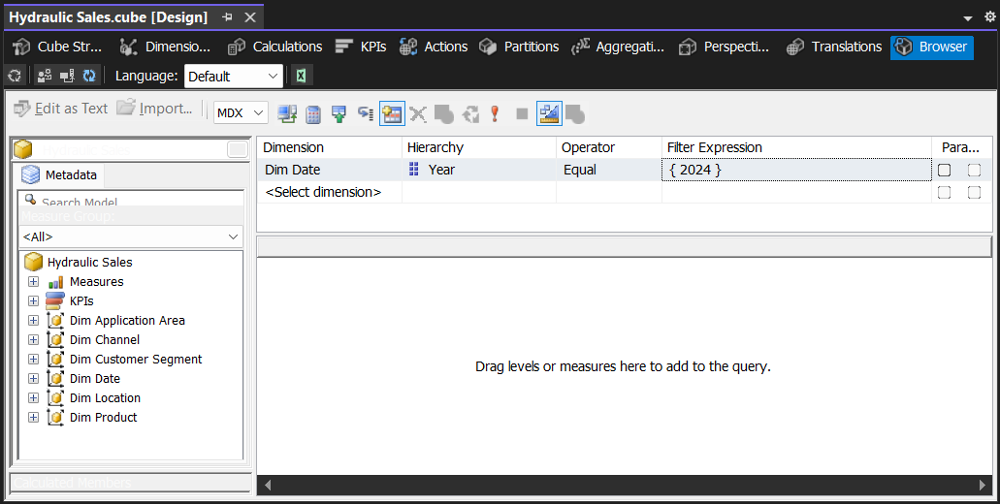 Hydraulic Sales.cube [Design]
Cube Str... Dimensio... Calculations KPIs Actions Partitions Aggregati... Perspecti... Translations Browser
Language: Default
Edit as Text Import... MDX
Hydraulic Sales
Metadata
Search Model
Measure Group:
<All>
Hydraulic Sales
Measures
KPIs
Dim Application Area
Dim Channel
Dim Customer Segment
Dim Date
Dim Location
Dim Product
Calculated Members
Dimension Hierarchy Operator Filter Expression Para...
Dim Date Year Equal { 2024 }
<Select dimension>
Drag levels or measures here to add to the query.